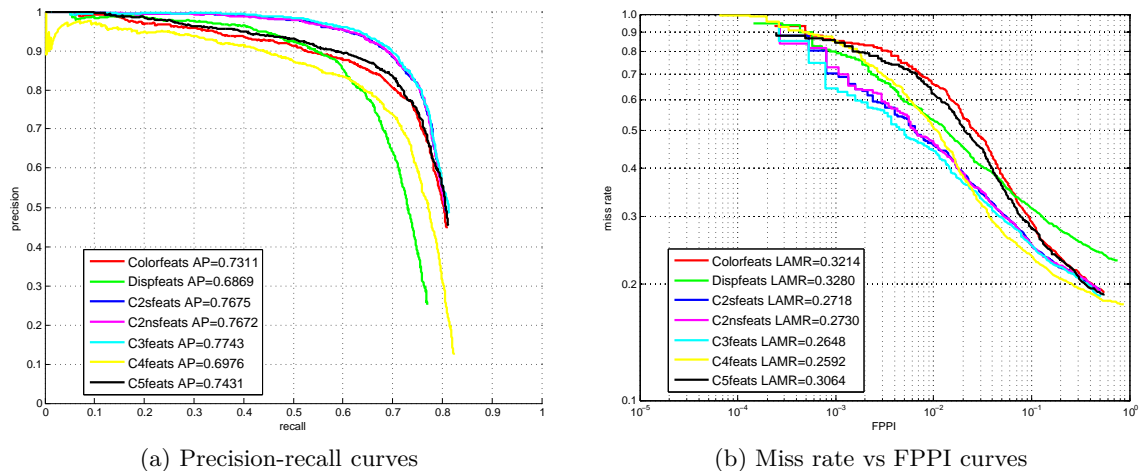 1
0.9
0.8
0.7
0.6
0.5
0.4
0.3
0.2
0.1
0
precision
Colorfeats AP=0.7311
Dispfeats AP=0.6869
C2sfeats AP=0.7675
C2nsfeats AP=0.7672
C3feats AP=0.7743
C4feats AP=0.6976
C5feats AP=0.7431
0 0.1 0.2 0.3 0.4 0.5 0.6 0.7 0.8 0.9 1
recall
(a) Precision-recall curves
1.0
0.9
0.8
0.7
0.6
0.5
0.4
0.3
0.2
0.1
miss rate
Colorfeats LAMR=0.3214
Dispfeats LAMR=0.3280
C2sfeats LAMR=0.2718
C2nsfeats LAMR=0.2730
C3feats LAMR=0.2648
C4feats LAMR=0.2592
C5feats LAMR=0.3064
10⁻⁵ 10⁻⁴ 10⁻³ 10⁻² 10⁻¹ 10⁰
FPPI
(b) Miss rate vs FPPI curves